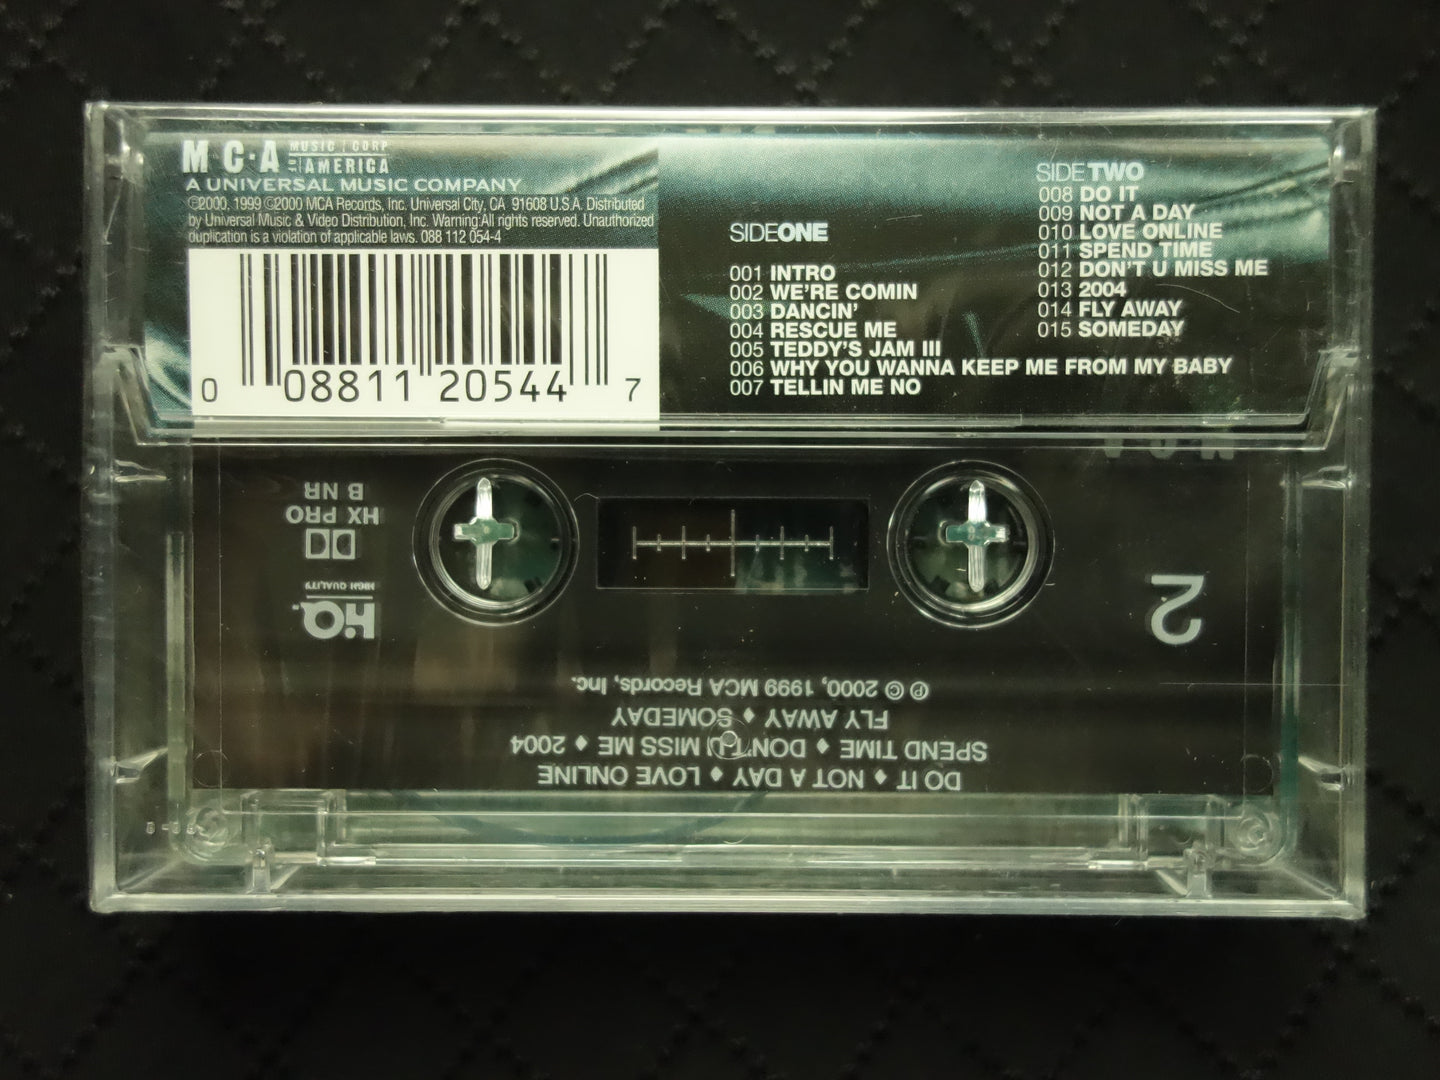 M·C·A MUSIC CORP
OF AMERICA
A UNIVERSAL MUSIC COMPANY
℗2000, 1999 ©2000 MCA Records, Inc. Universal City, CA 91608 U.S.A. Distributed
by Universal Music & Video Distribution, Inc. Warning:All rights reserved. Unauthorized
duplication is a violation of applicable laws. 088 112 054-4
0 08811 20544 7
SIDEONE
001 INTRO
002 WE'RE COMIN
003 DANCIN'
004 RESCUE ME
005 TEDDY'S JAM III
006 WHY YOU WANNA KEEP ME FROM MY BABY
007 TELLIN ME NO
SIDETWO
008 DO IT
009 NOT A DAY
010 LOVE ONLINE
011 SPEND TIME
012 DON'T U MISS ME
013 2004
014 FLY AWAY
015 SOMEDAY
DO IT ♦ NOT A DAY ♦ LOVE ONLINE
SPEND TIME ♦ DON'T U MISS ME ♦ 2004
FLY AWAY ♦ SOMEDAY
℗ © 2000, 1999 MCA Records, Inc.
2
HQ
HIGH QUALITY
HX PRO
B NR